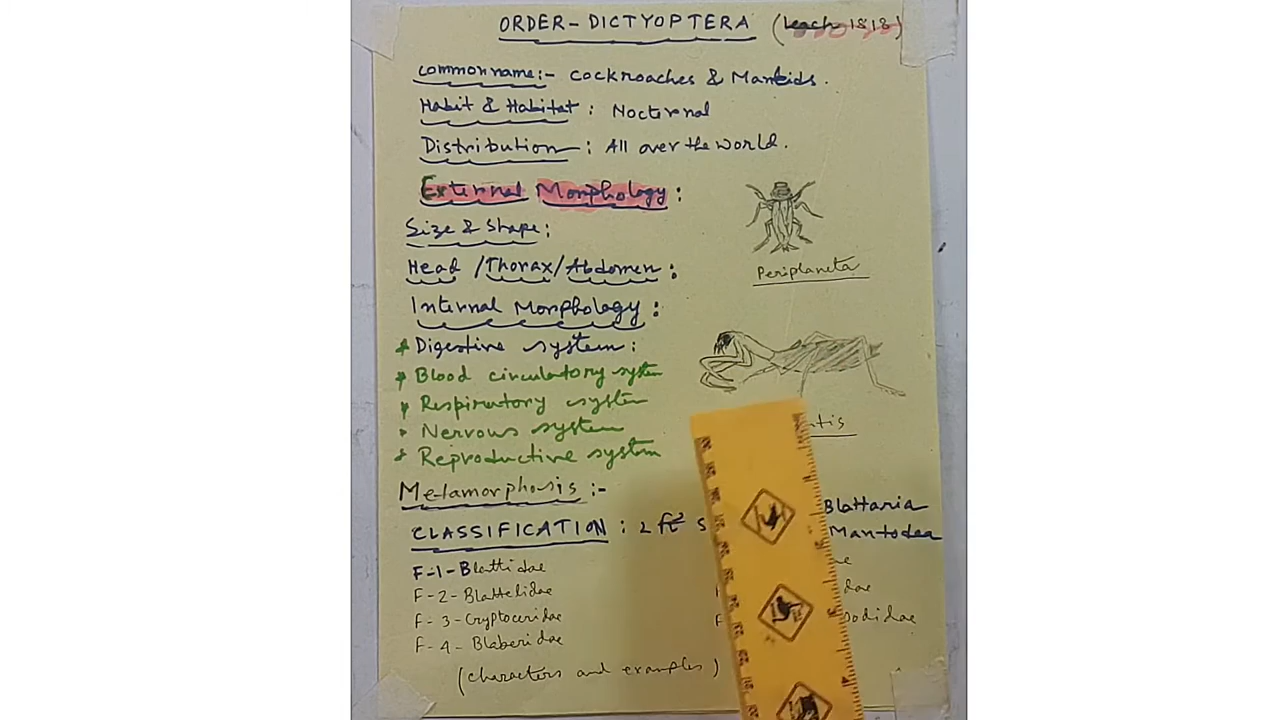 ORDER-DICTYOPTERA (Leach 1818)
Common name:- Cockroaches & Mantids.
Habit & Habitat: Nocturnal
Distribution: All over the world.
External Morphology:
Size & Shape:
Head / Thorax / Abdomen:
Periplaneta
Internal Morphology:
* Digestive system:
* Blood circulatory system
* Respiratory system
* Nervous system
* Reproductive system
Metamorphosis:-
CLASSIFICATION: 2
Blattaria
Mantodea
F-1-Blattidae
F-2-Blattelidae
F-3-Cryptoceridae
F-4-Blaberidae
(characters and examples)